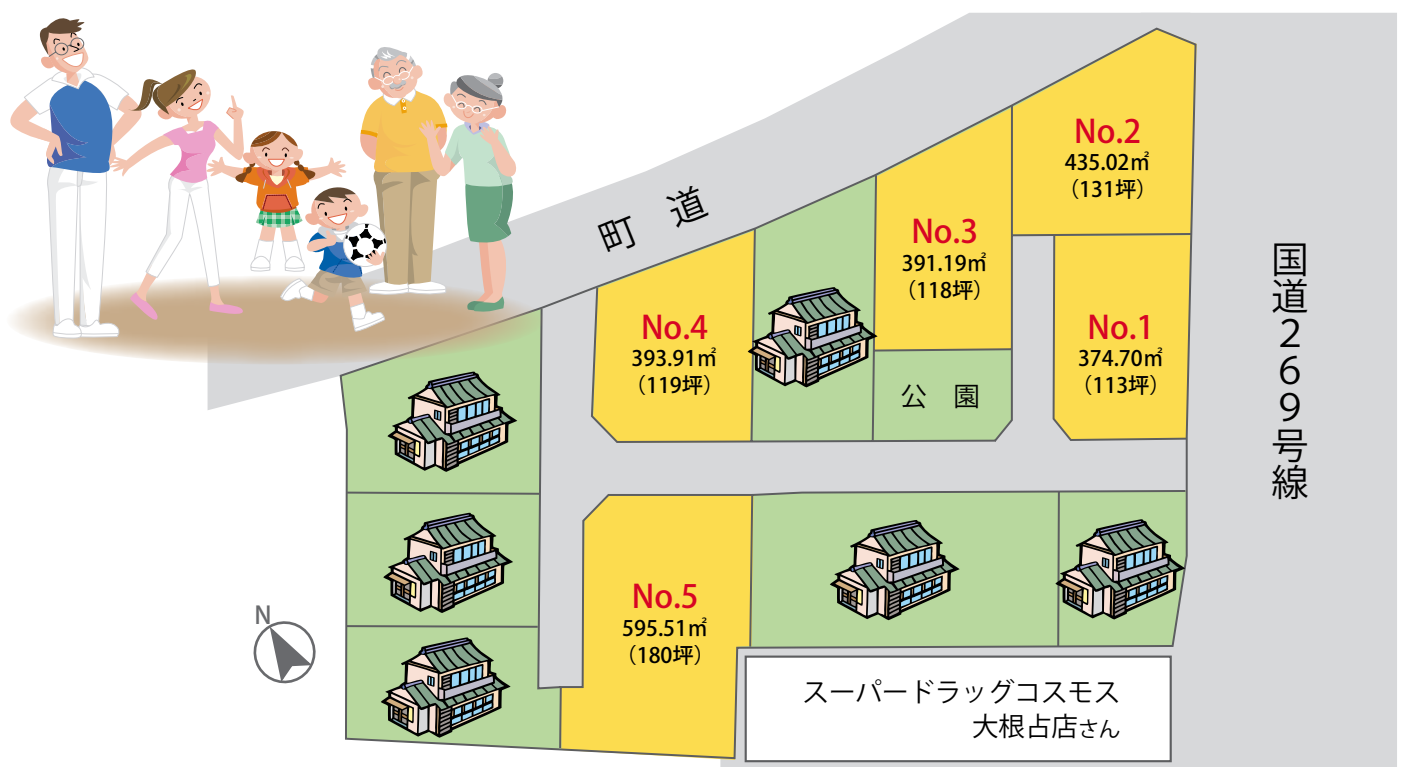 No.2
435.02㎡
（131坪）
町道
No.3
391.19㎡
（118坪）
No.4
393.91㎡
（119坪）
No.1
374.70㎡
（113坪）
公園
国道269号線
No.5
595.51㎡
（180坪）
N
スーパードラッグコスモス
大根占店さん